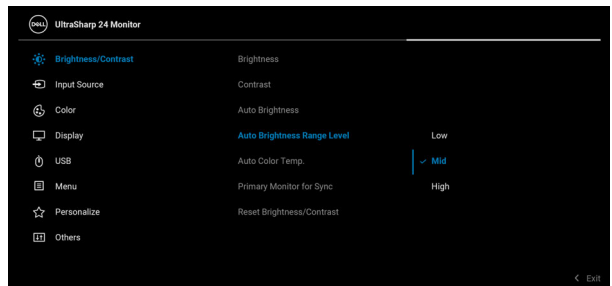 DELL UltraSharp 24 Monitor
Brightness/Contrast Brightness
Input Source Contrast
Color Auto Brightness
Display Auto Brightness Range Level Low
USB Auto Color Temp. Mid
Menu Primary Monitor for Sync High
Personalize Reset Brightness/Contrast
Others
Exit